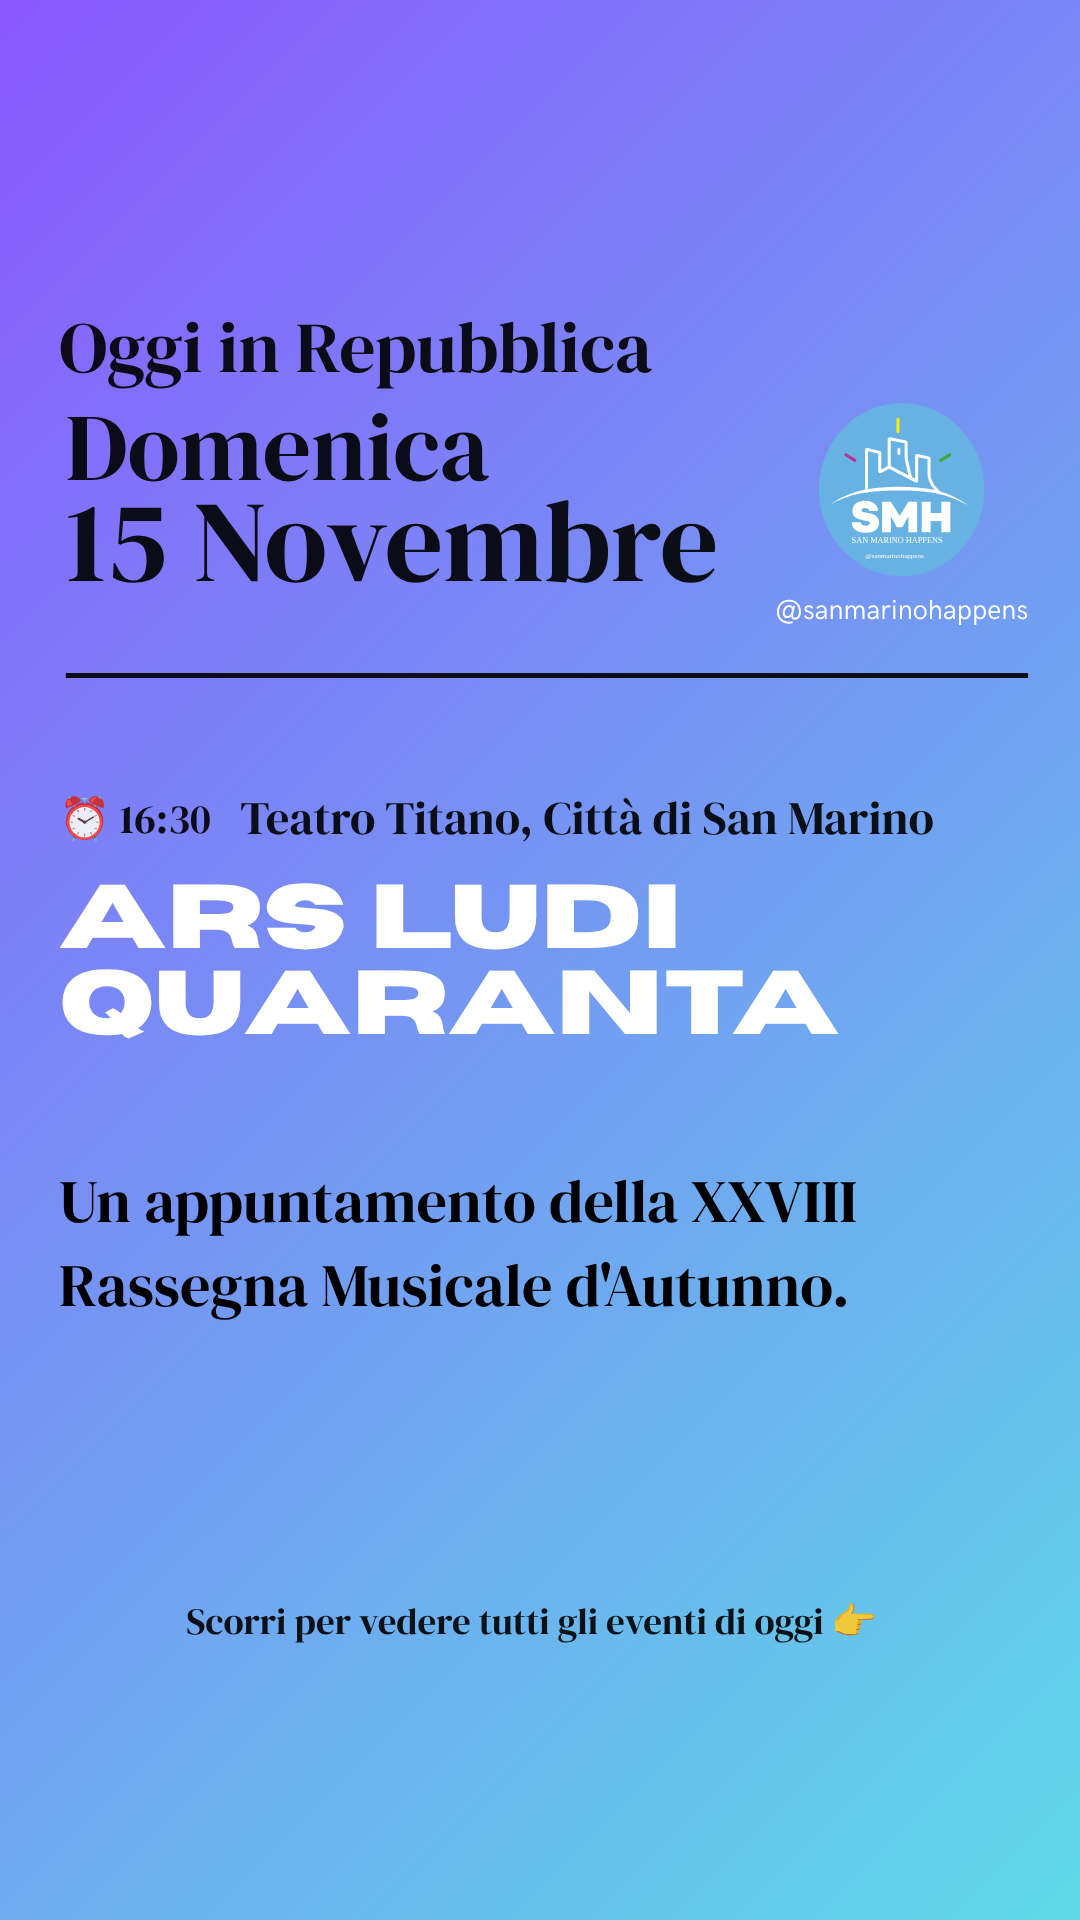 Oggi in Repubblica
Domenica
15 Novembre
SMH
SAN MARINO HAPPENS
@sanmarinohappens
@sanmarinohappens
⏰ 16:30 Teatro Titano, Città di San Marino
ARS LUDI
QUARANTA
Un appuntamento della XXVIII
Rassegna Musicale d'Autunno.
Scorri per vedere tutti gli eventi di oggi 👉